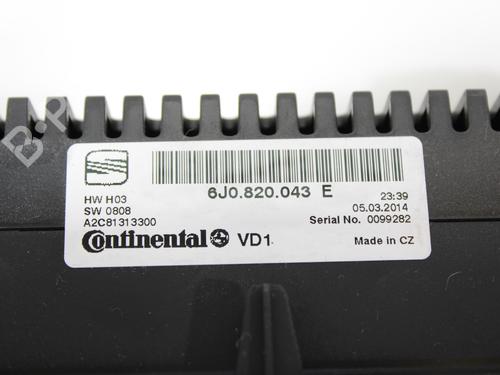 6J0.820.043 E
HW H03
SW 0808
A2C81313300
23:39
05.03.2014
Serial No. 0099282
Continental VD1
Made in CZ